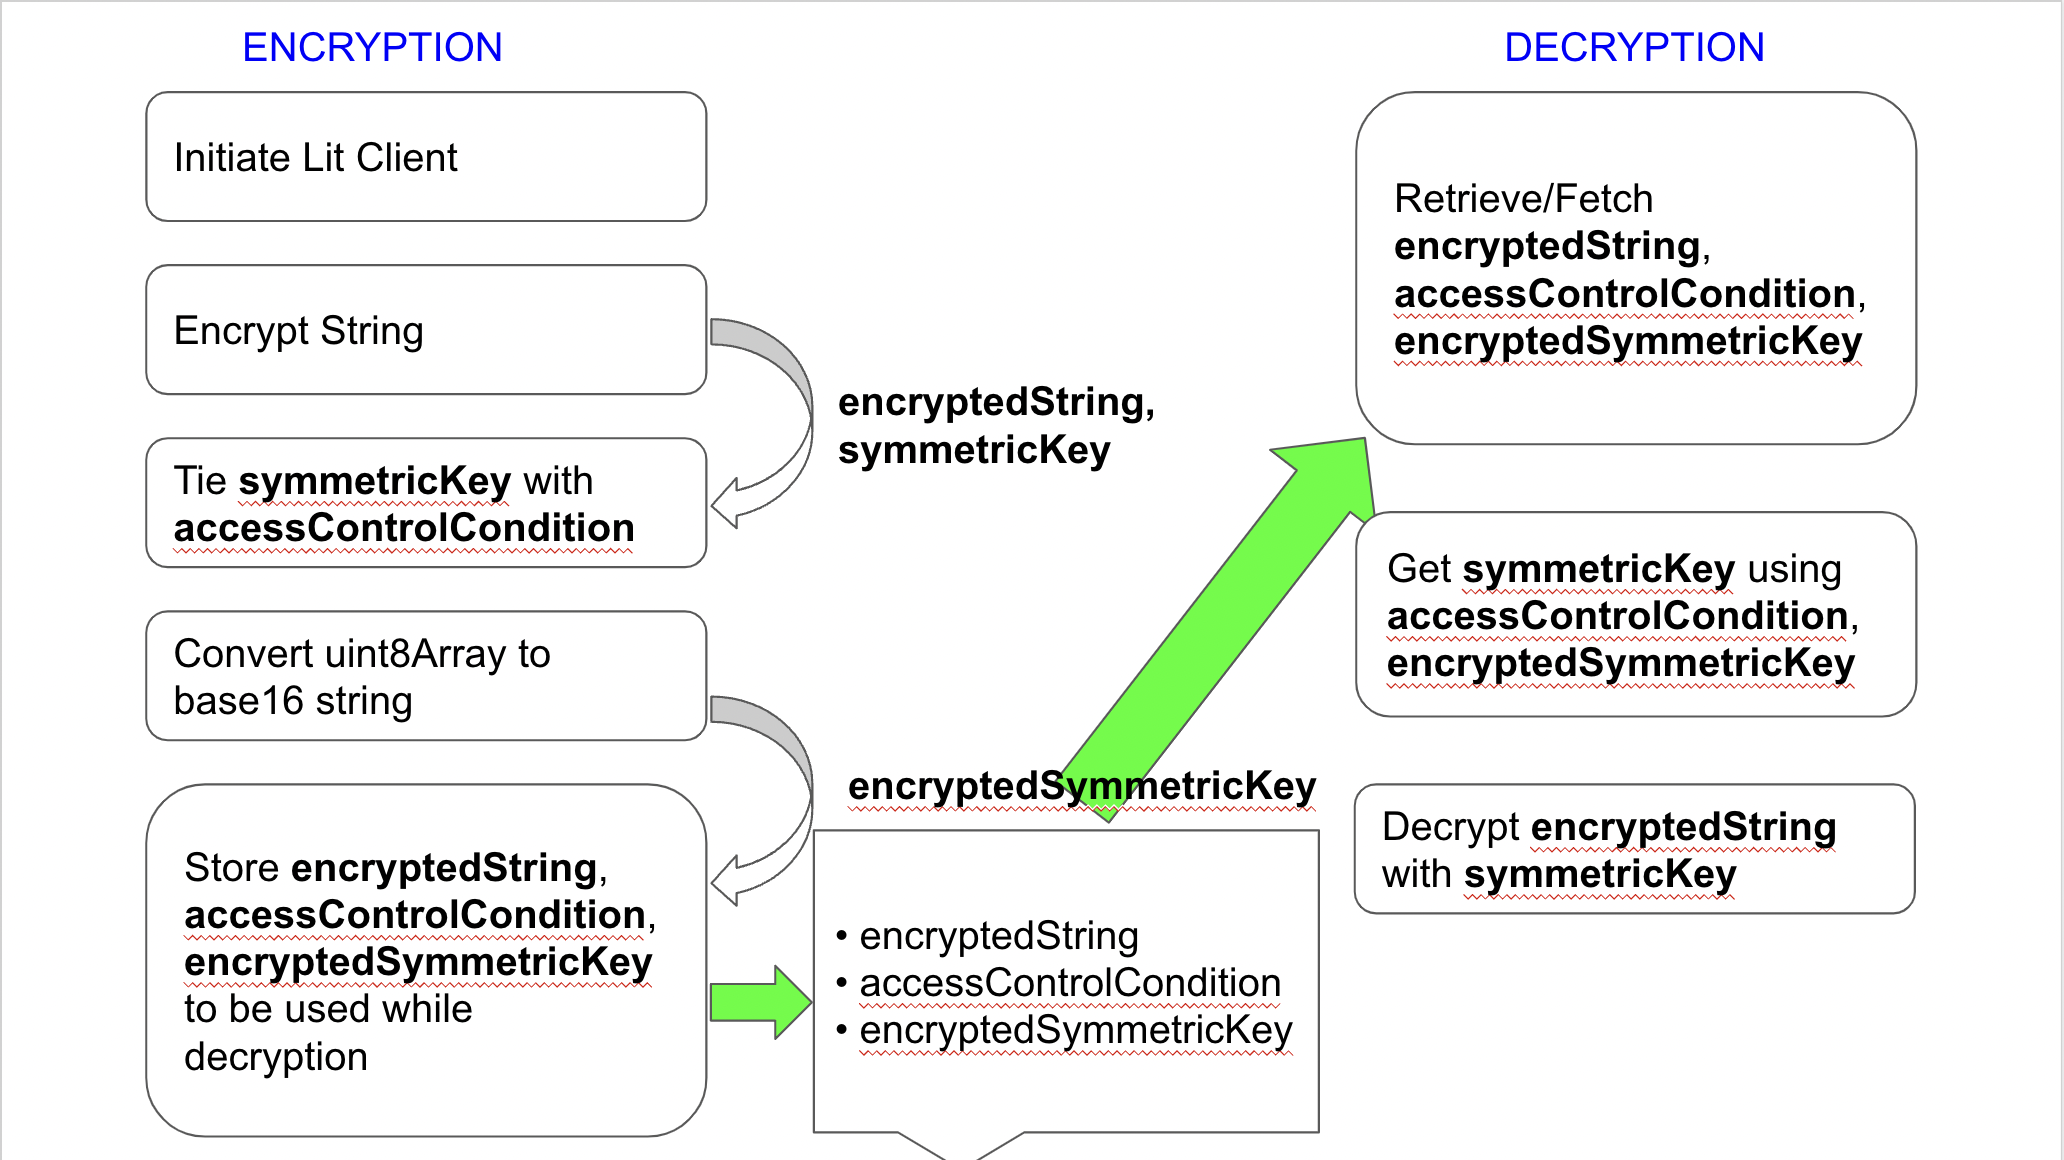 ENCRYPTION
Initiate Lit Client
Encrypt String
encryptedString,
symmetricKey
Tie symmetricKey with
accessControlCondition
Convert uint8Array to
base16 string
encryptedSymmetricKey
Store encryptedString,
accessControlCondition,
encryptedSymmetricKey
to be used while
decryption
• encryptedString
• accessControlCondition
• encryptedSymmetricKey
DECRYPTION
Retrieve/Fetch
encryptedString,
accessControlCondition,
encryptedSymmetricKey
Get symmetricKey using
accessControlCondition,
encryptedSymmetricKey
Decrypt encryptedString
with symmetricKey